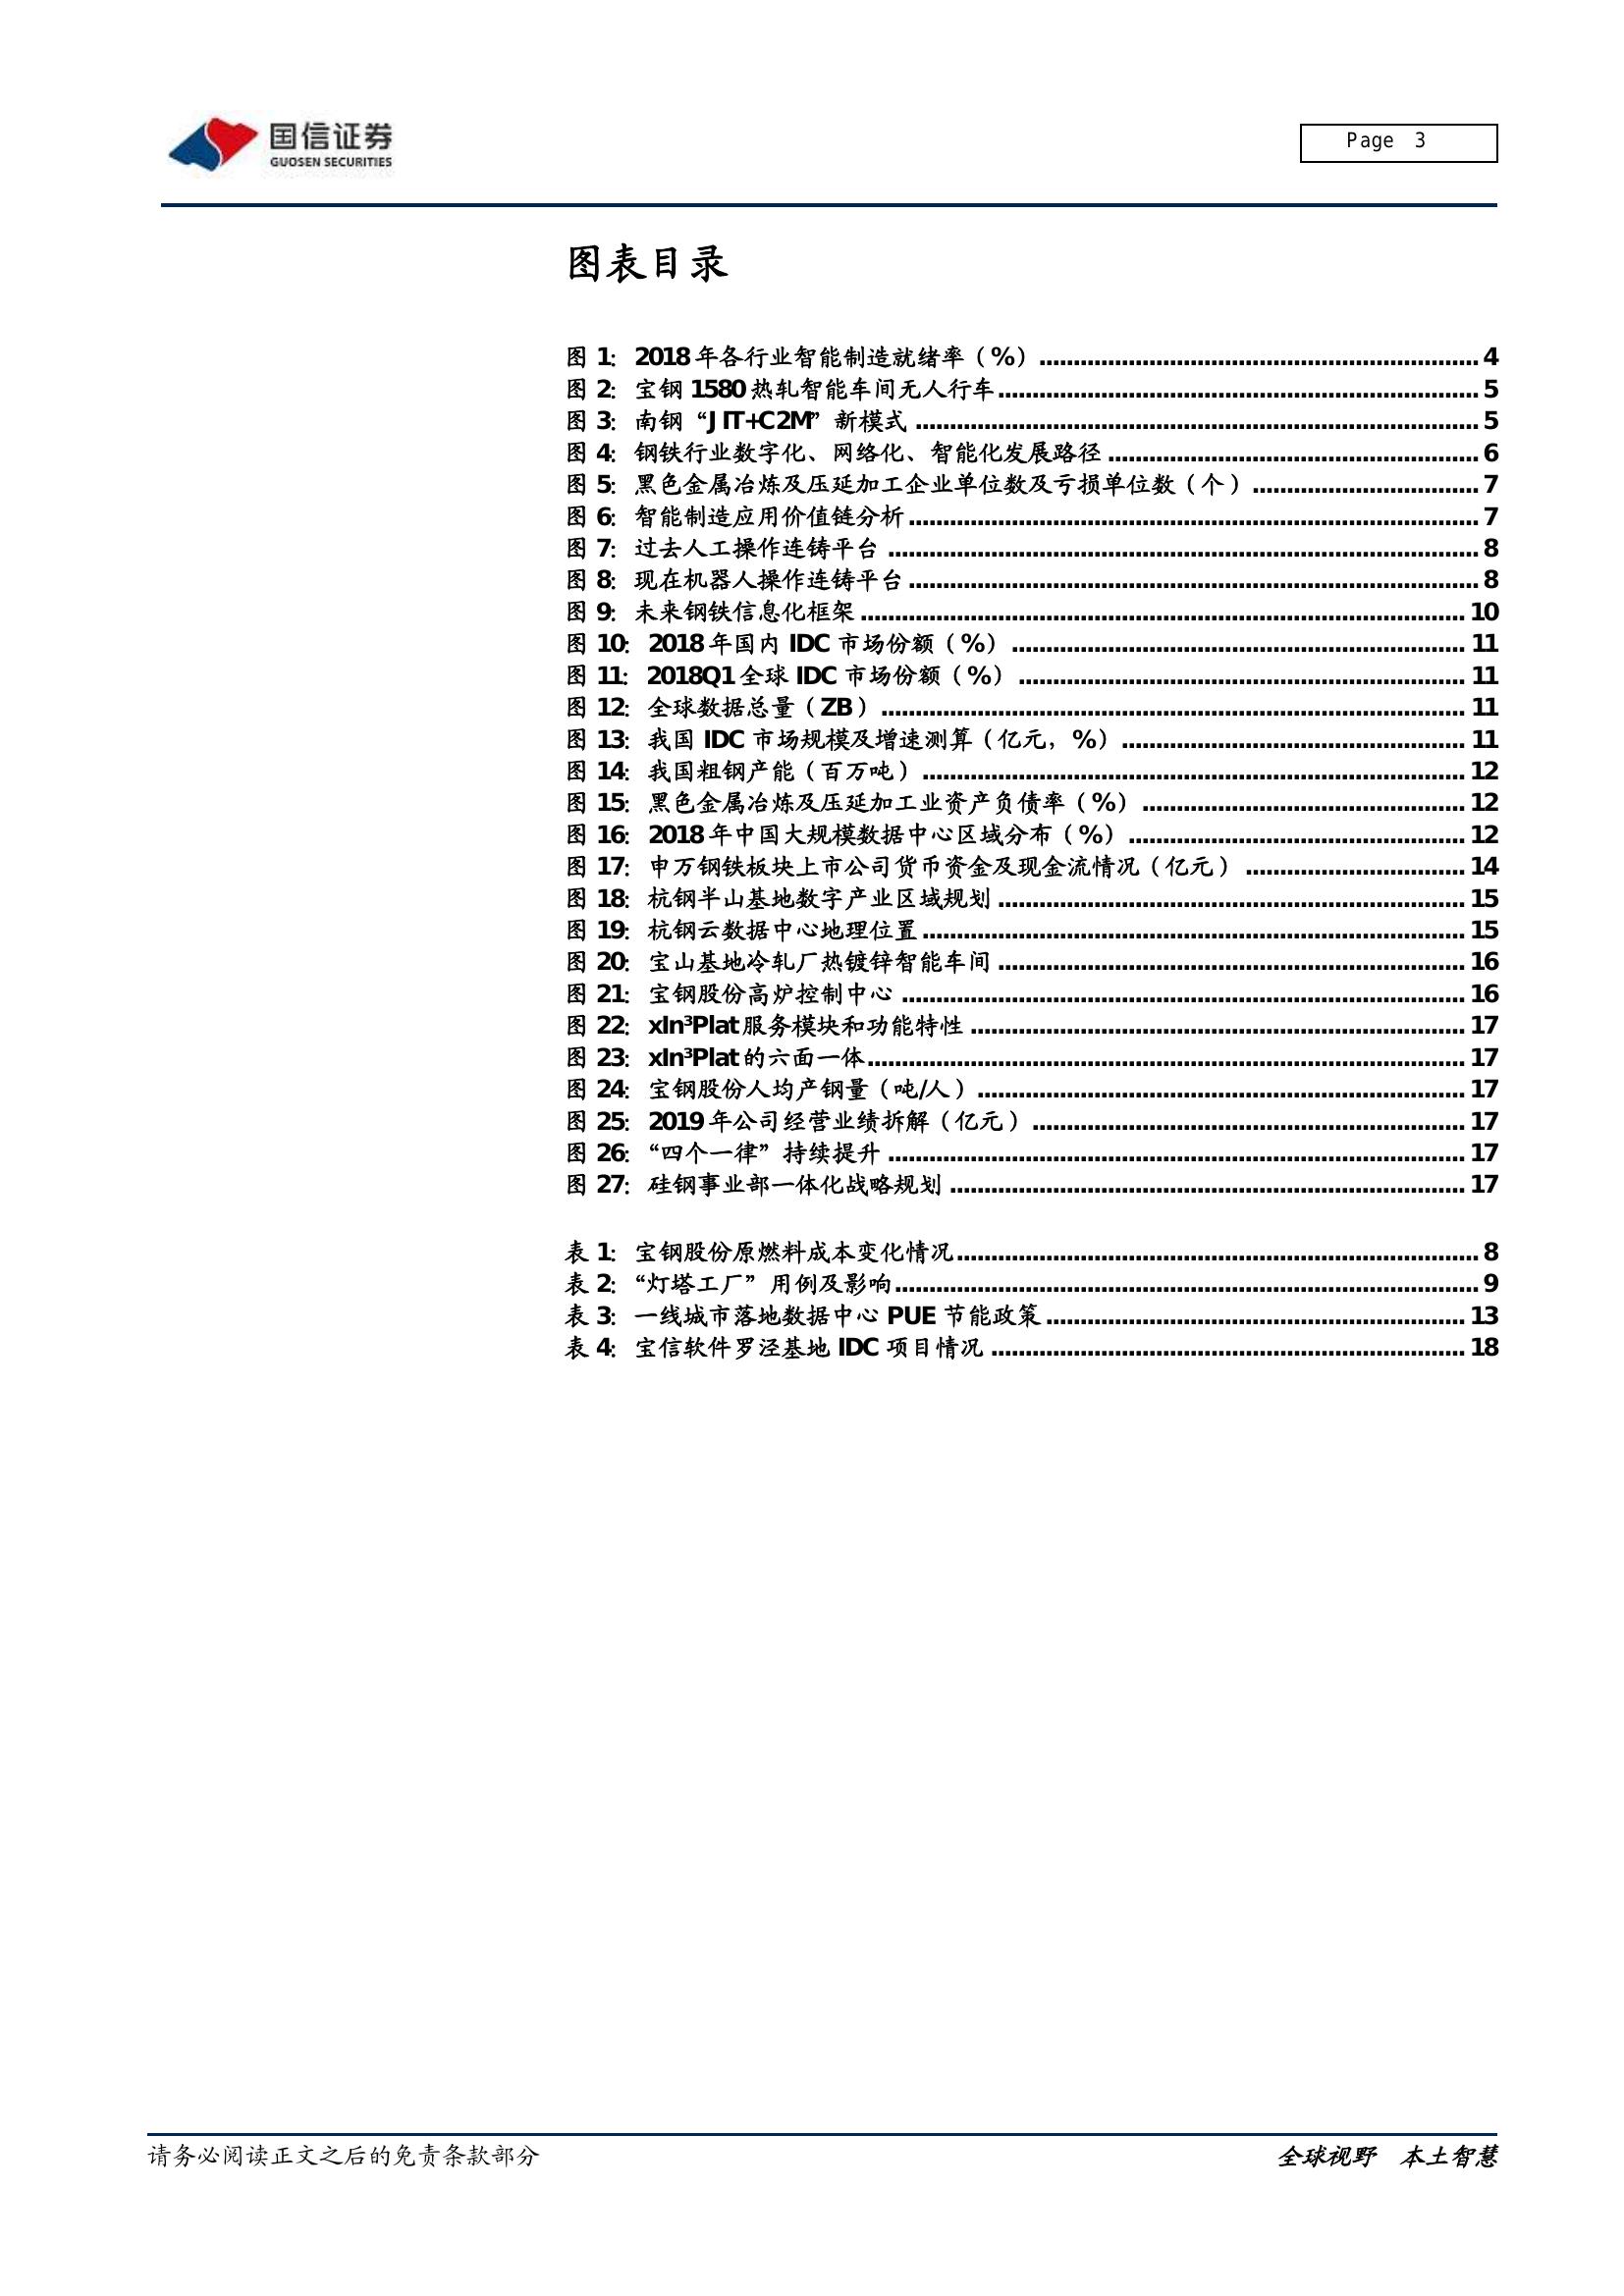 国信证券
GUOSEN SECURITIES
Page 3
图表目录
图 1: 2018 年各行业智能制造就绪率（%）........ 4
图 2: 宝钢 1580 热轧智能车间无人行车........ 5
图 3: 南钢“JIT+C2M”新模式........ 5
图 4: 钢铁行业数字化、网络化、智能化发展路径........ 6
图 5: 黑色金属冶炼及压延加工企业单位数及亏损单位数（个）........ 7
图 6: 智能制造应用价值链分析........ 7
图 7: 过去人工操作连铸平台........ 8
图 8: 现在机器人操作连铸平台........ 8
图 9: 未来钢铁信息化框架........ 10
图 10: 2018 年国内 IDC 市场份额（%）........ 11
图 11: 2018Q1 全球 IDC 市场份额（%）........ 11
图 12: 全球数据总量（ZB）........ 11
图 13: 我国 IDC 市场规模及增速测算（亿元，%）........ 11
图 14: 我国粗钢产能（百万吨）........ 12
图 15: 黑色金属冶炼及压延加工业资产负债率（%）........ 12
图 16: 2018 年中国大规模数据中心区域分布（%）........ 12
图 17: 申万钢铁板块上市公司货币资金及现金流情况（亿元）........ 14
图 18: 杭钢半山基地数字产业区域规划........ 15
图 19: 杭钢云数据中心地理位置........ 15
图 20: 宝山基地冷轧厂热镀锌智能车间........ 16
图 21: 宝钢股份高炉控制中心........ 16
图 22: xIn³Plat 服务模块和功能特性........ 17
图 23: xIn³Plat 的六面一体........ 17
图 24: 宝钢股份人均产钢量（吨/人）........ 17
图 25: 2019 年公司经营业绩拆解（亿元）........ 17
图 26: “四个一律”持续提升........ 17
图 27: 硅钢事业部一体化战略规划........ 17
表 1: 宝钢股份原燃料成本变化情况........ 8
表 2: “灯塔工厂”用例及影响........ 9
表 3: 一线城市落地数据中心 PUE 节能政策........ 13
表 4: 宝信软件罗泾基地 IDC 项目情况........ 18
请务必阅读正文之后的免责条款部分
全球视野 本土智慧